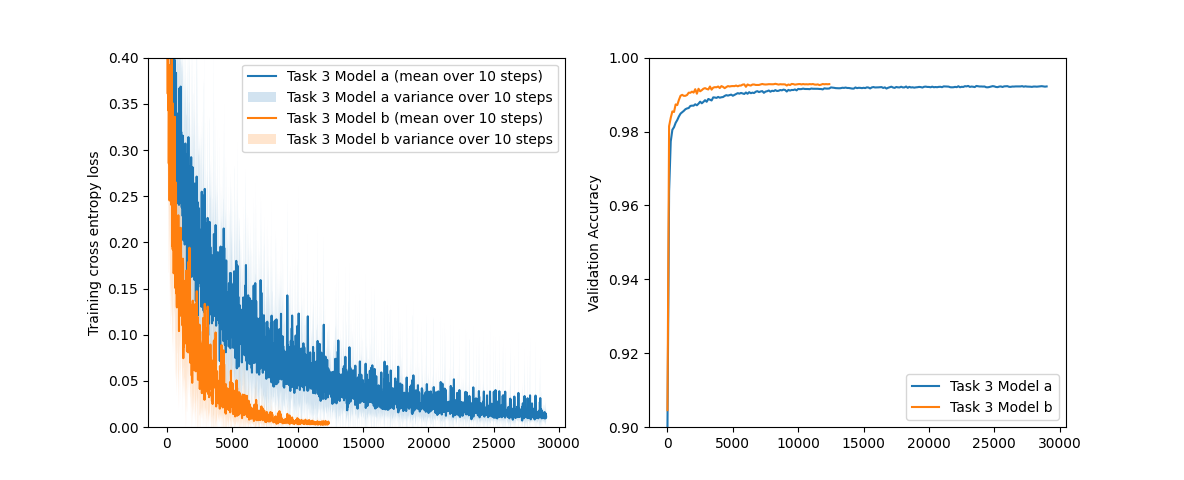 Training cross entropy loss
0.40
0.35
0.30
0.25
0.20
0.15
0.10
0.05
0.00
0 5000 10000 15000 20000 25000 30000
Task 3 Model a (mean over 10 steps)
Task 3 Model a variance over 10 steps
Task 3 Model b (mean over 10 steps)
Task 3 Model b variance over 10 steps
Validation Accuracy
1.00
0.98
0.96
0.94
0.92
0.90
0 5000 10000 15000 20000 25000 30000
Task 3 Model a
Task 3 Model b